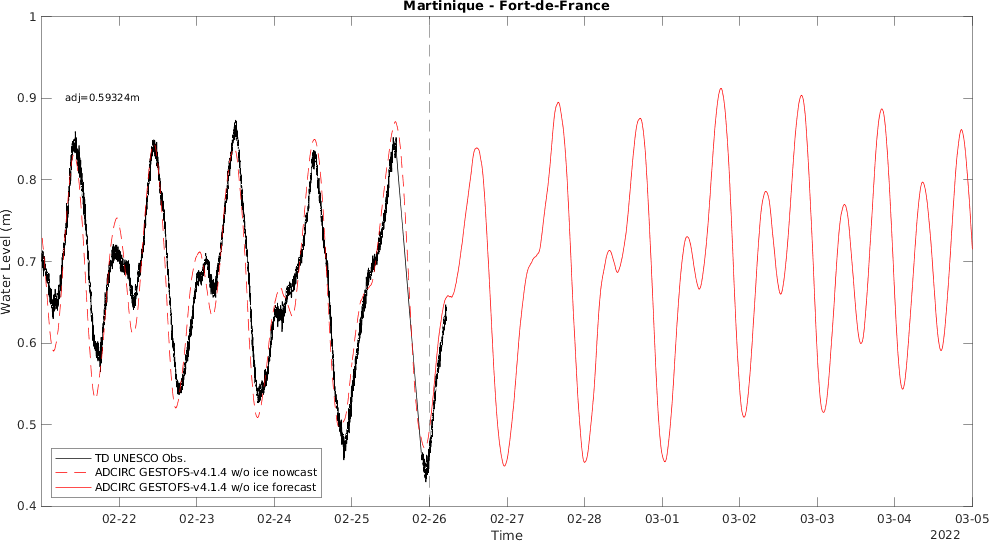 Martinique - Fort-de-France
1
0.9
0.8
0.7
0.6
0.5
0.4
Water Level (m)
adj=0.59324m
TD UNESCO Obs.
ADCIRC GESTOFS-v4.1.4 w/o ice nowcast
ADCIRC GESTOFS-v4.1.4 w/o ice forecast
02-22 02-23 02-24 02-25 02-26 02-27 02-28 03-01 03-02 03-03 03-04 03-05
Time
2022